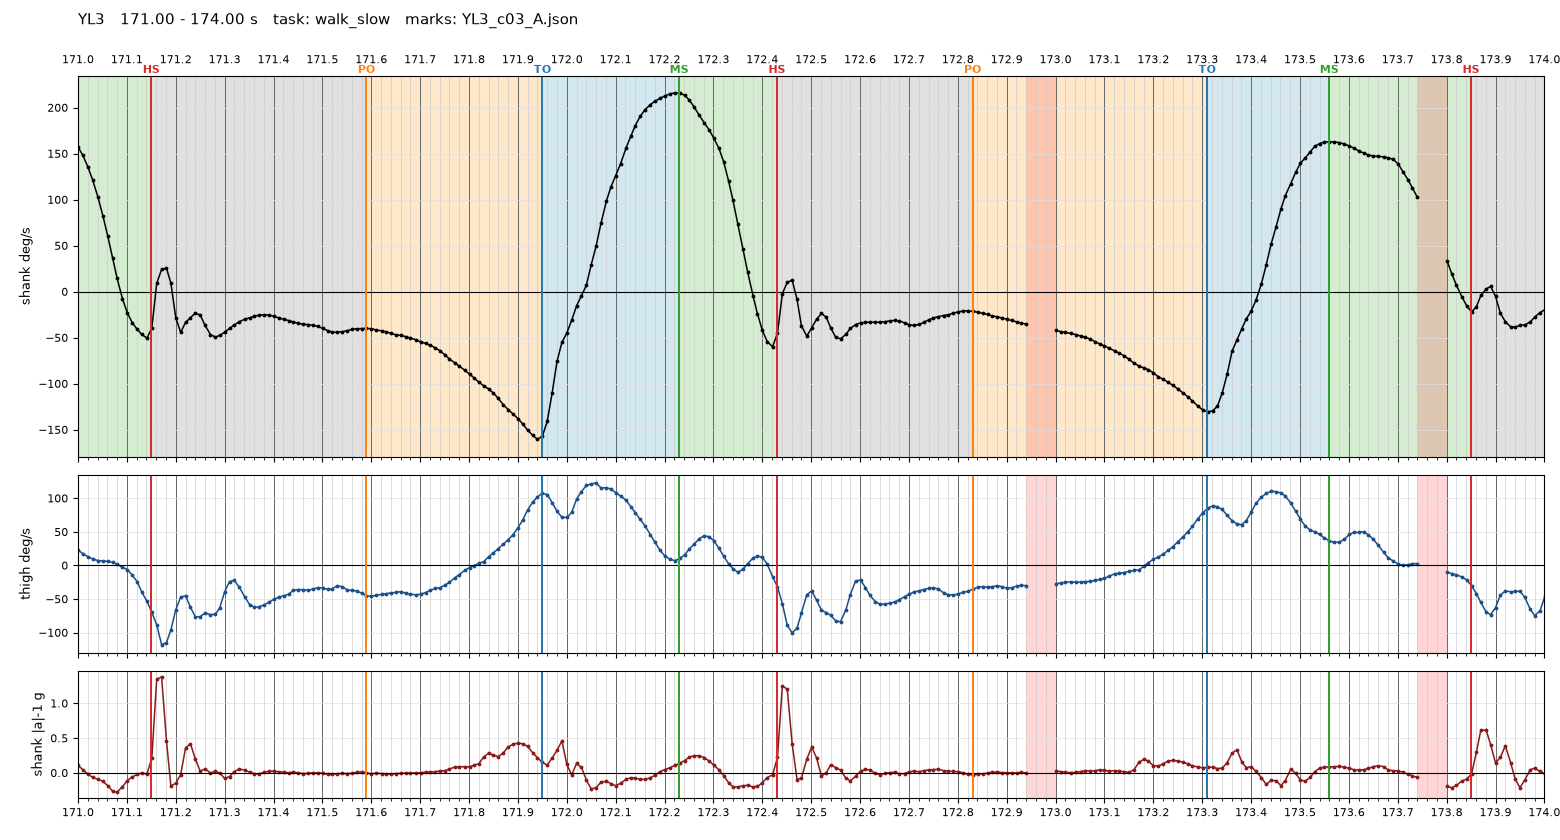 YL3   171.00 - 174.00 s   task: walk_slow   marks: YL3_c03_A.json
171.0 171.1 171.2 171.3 171.4 171.5 171.6 171.7 171.8 171.9 172.0 172.1 172.2 172.3 172.4 172.5 172.6 172.7 172.8 172.9 173.0 173.1 173.2 173.3 173.4 173.5 173.6 173.7 173.8 173.9 174.0
HS PO TO MS HS PO TO MS HS
shank deg/s
200
150
100
50
0
−50
−100
−150
thigh deg/s
100
50
0
−50
−100
shank |a|-1 g
1.0
0.5
0.0
171.0 171.1 171.2 171.3 171.4 171.5 171.6 171.7 171.8 171.9 172.0 172.1 172.2 172.3 172.4 172.5 172.6 172.7 172.8 172.9 173.0 173.1 173.2 173.3 173.4 173.5 173.6 173.7 173.8 173.9 174.0